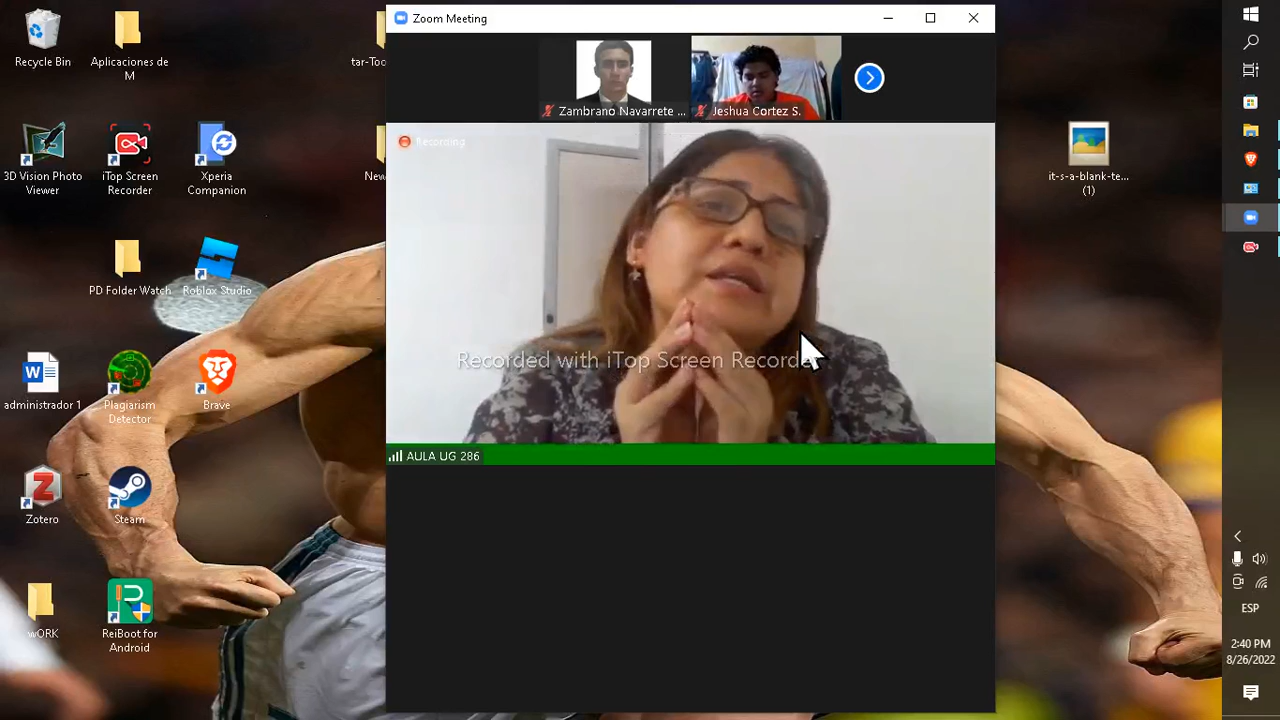 Zoom Meeting
Zambrano Navarrete ...
Jeshua Cortez S.
Recording
Recorded with iTop Screen Recorder
AULA UG 286
Recycle Bin
Aplicaciones de
M
tar-Too
3D Vision Photo
Viewer
iTop Screen
Recorder
Xperia
Companion
New
it-s-a-blank-te...
(1)
PD Folder Watch
Roblox Studio
administrador 1
Plagiarism
Detector
Brave
Zotero
Steam
wORK
ReiBoot for
Android
ESP
2:40 PM
8/26/2022